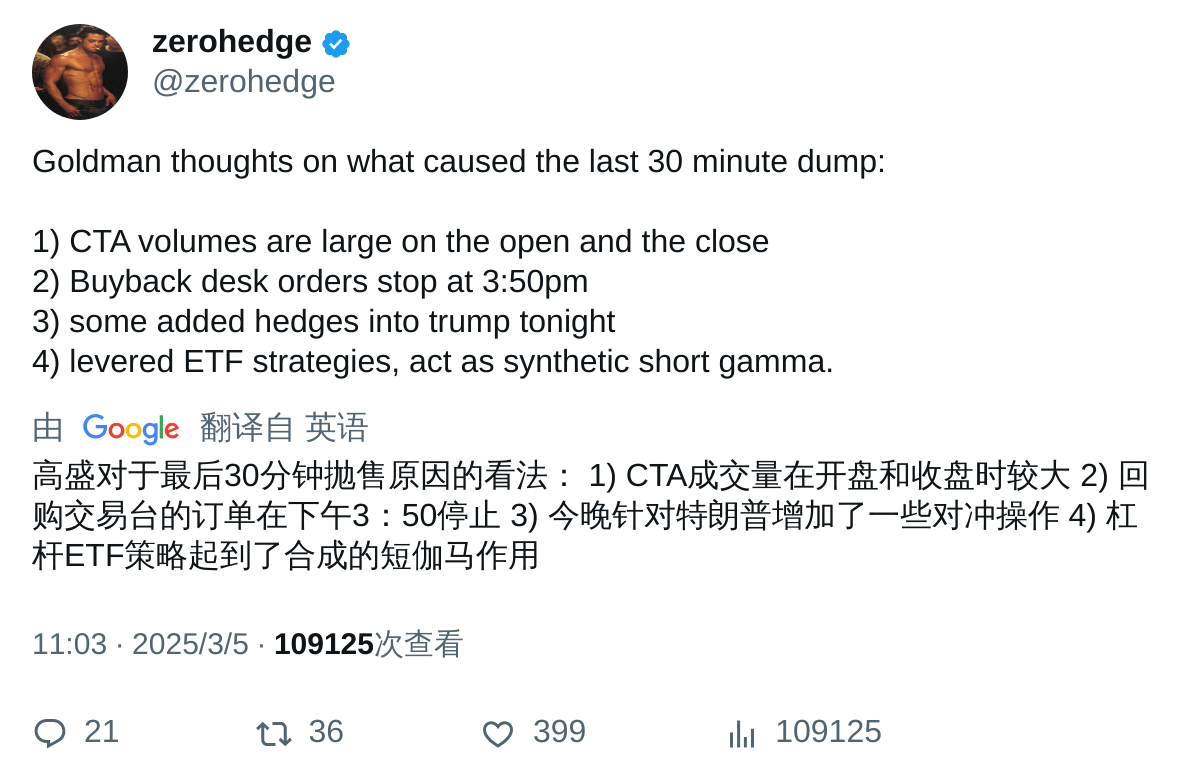 zerohedge
@zerohedge
Goldman thoughts on what caused the last 30 minute dump:
1) CTA volumes are large on the open and the close
2) Buyback desk orders stop at 3:50pm
3) some added hedges into trump tonight
4) levered ETF strategies, act as synthetic short gamma.
由 Google 翻译自 英语
高盛对于最后30分钟抛售原因的看法： 1) CTA成交量在开盘和收盘时较大 2) 回
购交易台的订单在下午3：50停止 3) 今晚针对特朗普增加了一些对冲操作 4) 杠
杆ETF策略起到了合成的短伽马作用
11:03 · 2025/3/5 · 109125次查看
21 36 399 109125